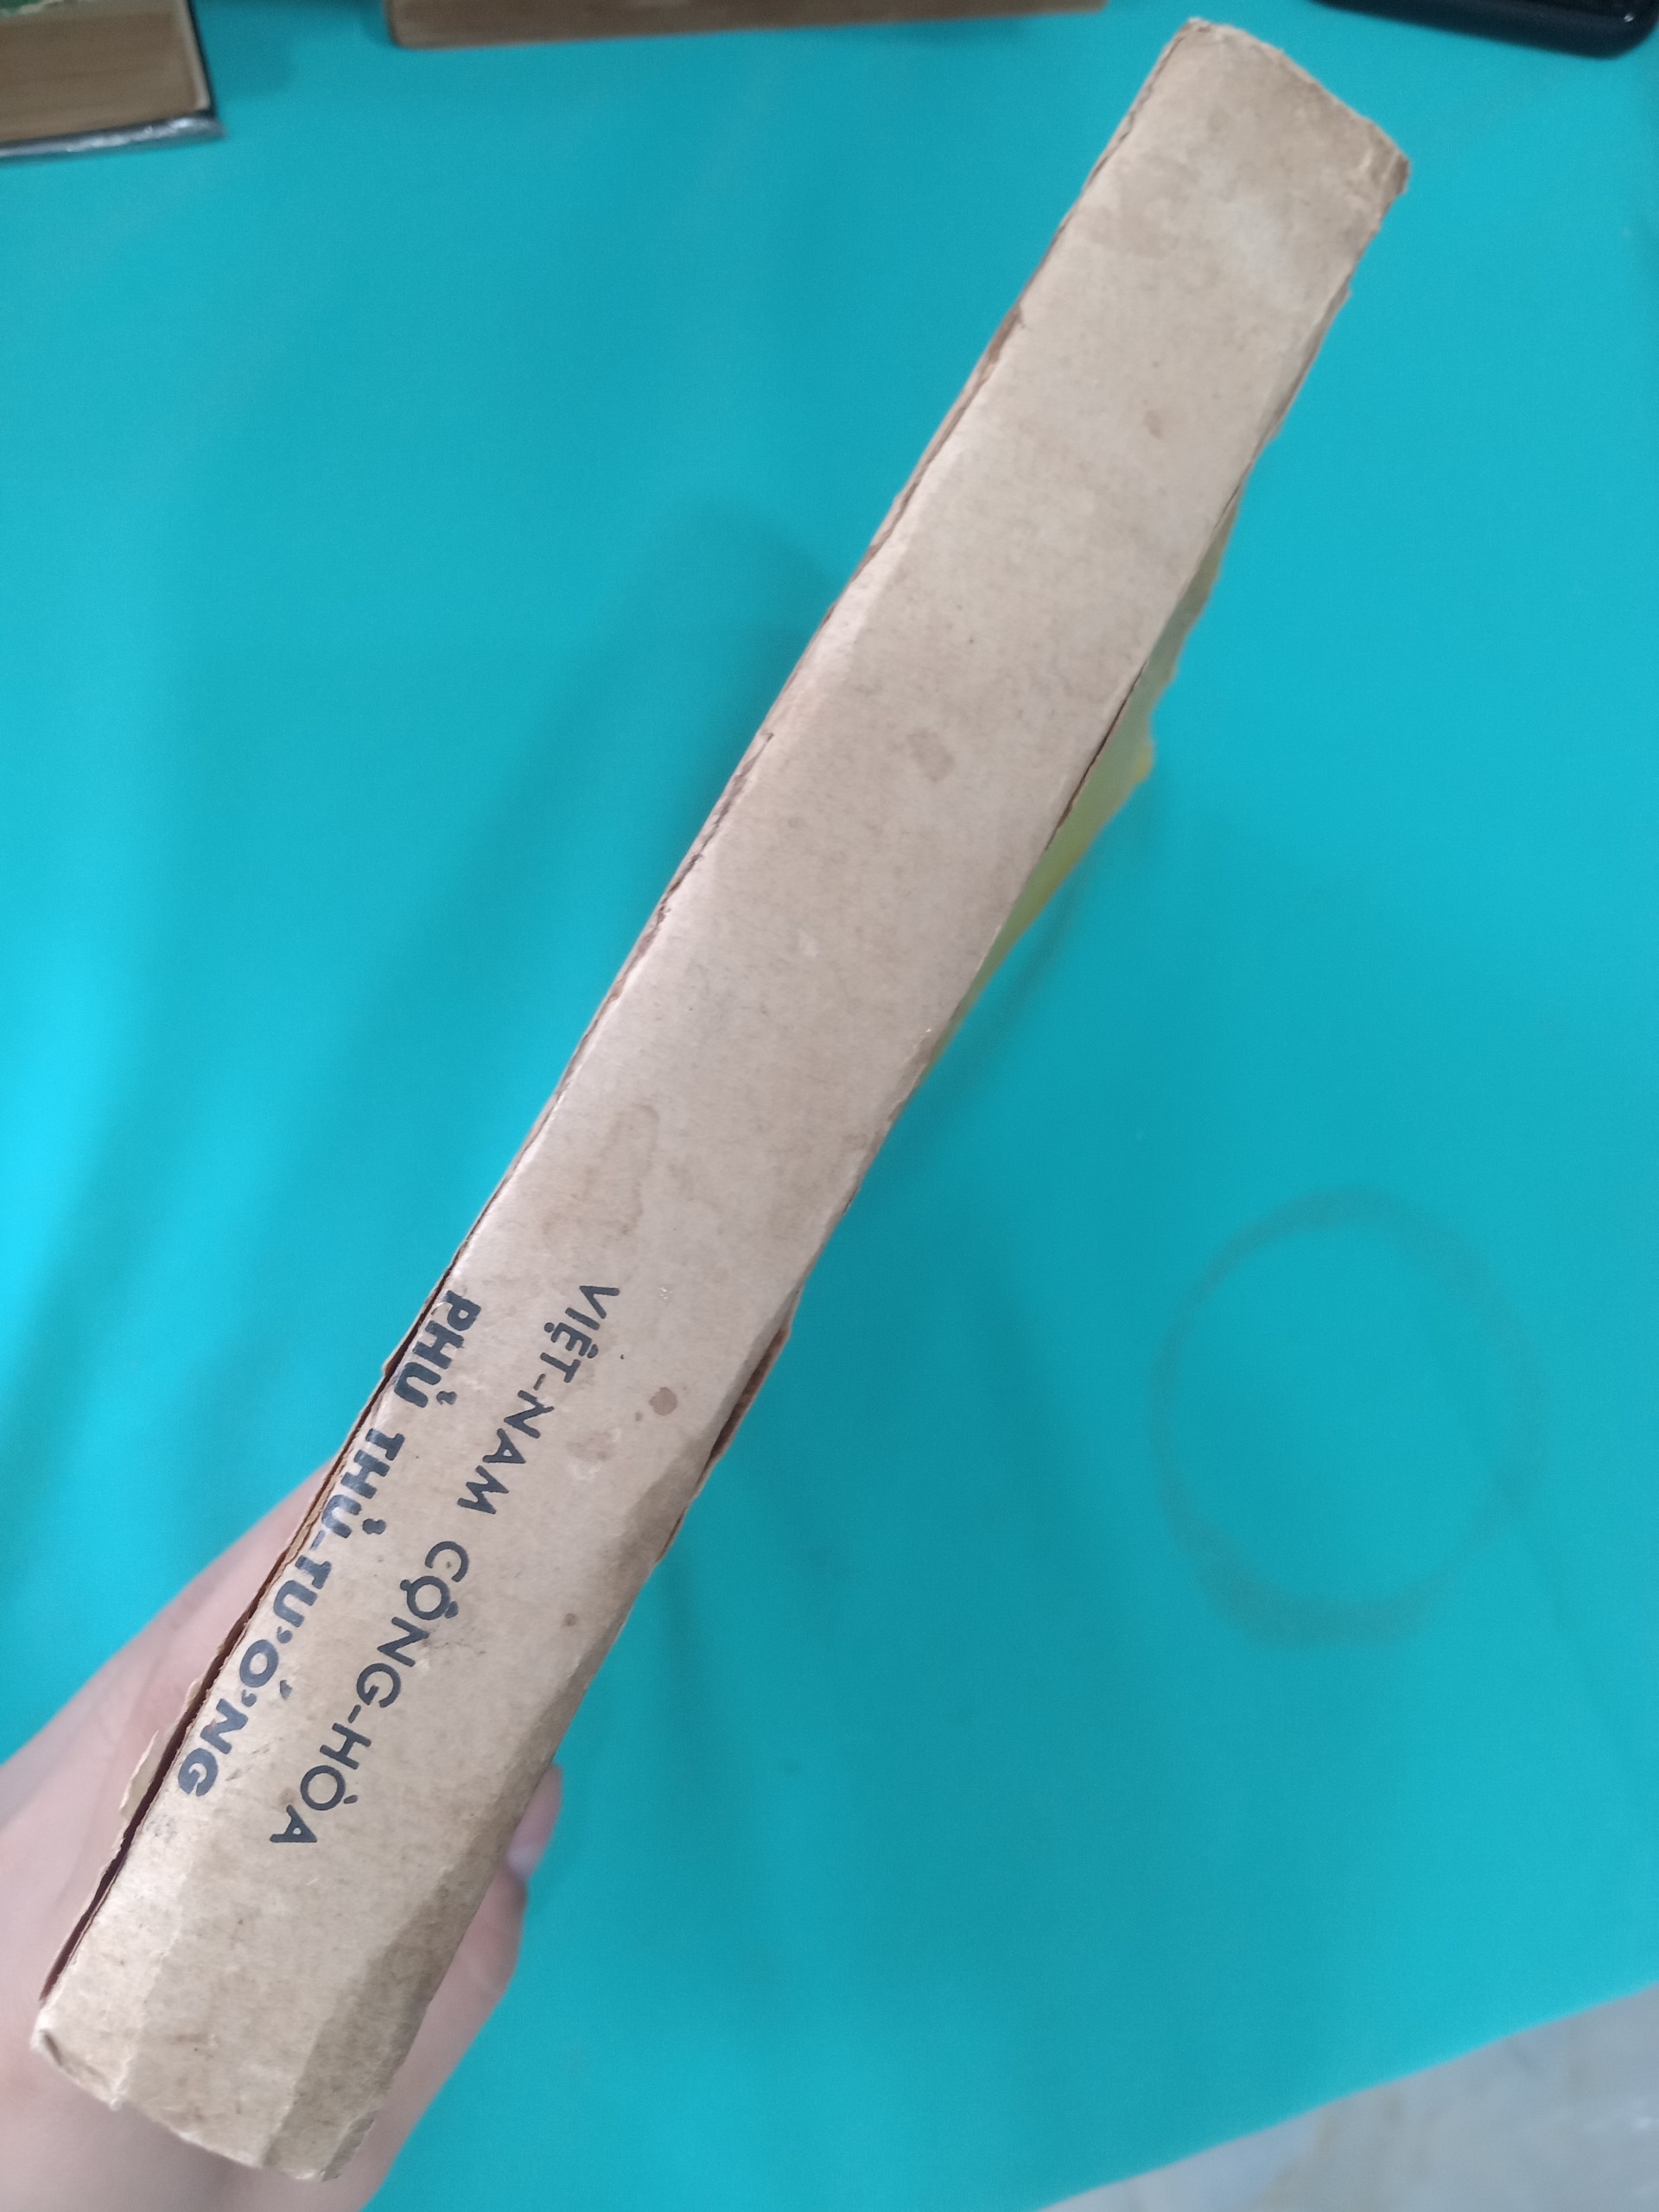 VIỆT-NAM CỘNG-HÒA
PHỦ THỦ-TƯỚNG